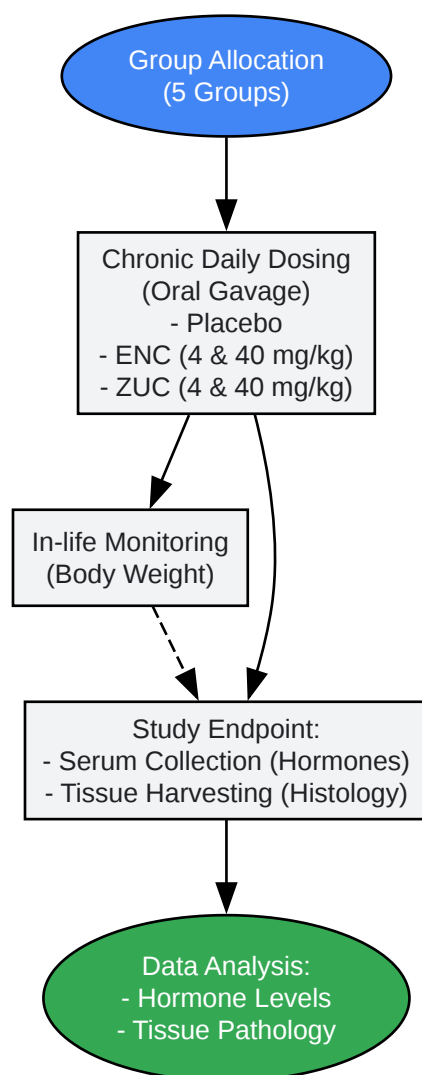 Group Allocation
(5 Groups)
Chronic Daily Dosing
(Oral Gavage)
- Placebo
- ENC (4 & 40 mg/kg)
- ZUC (4 & 40 mg/kg)
In-life Monitoring
(Body Weight)
Study Endpoint:
- Serum Collection (Hormones)
- Tissue Harvesting (Histology)
Data Analysis:
- Hormone Levels
- Tissue Pathology